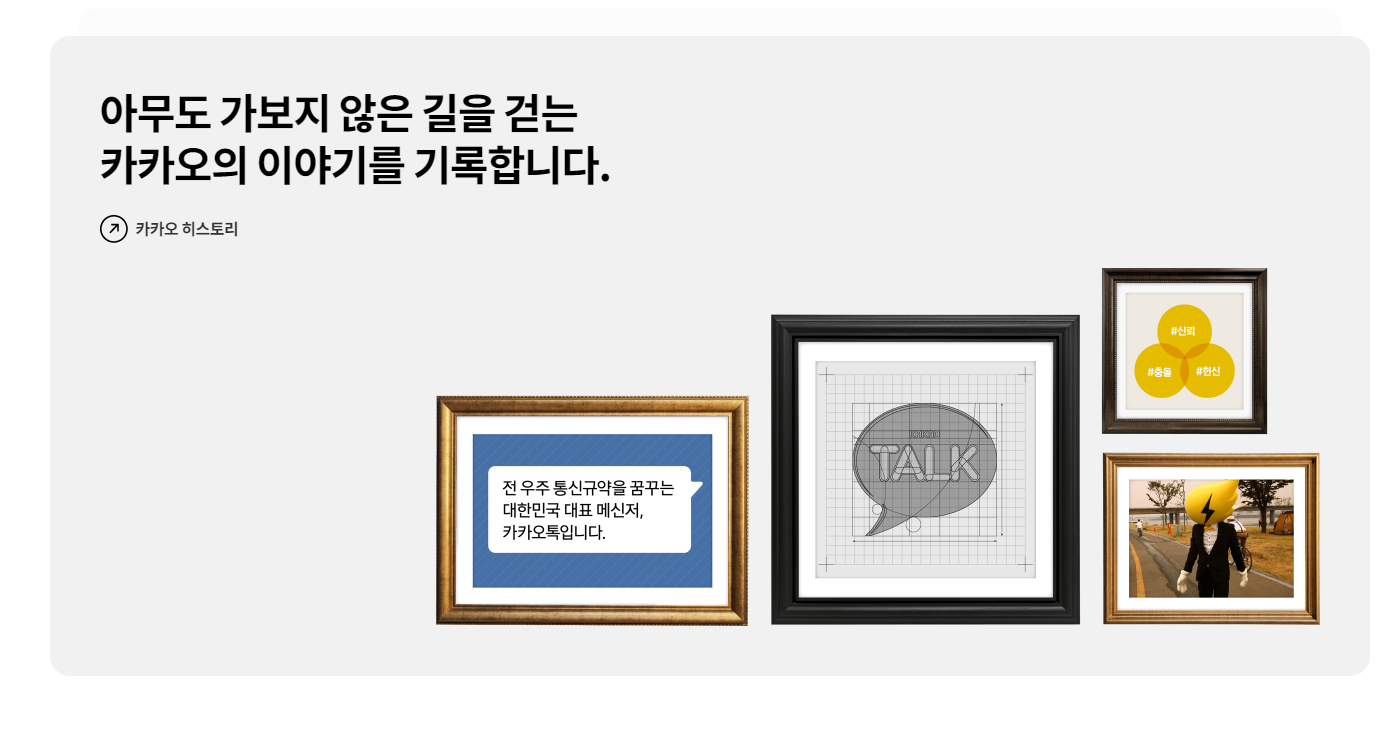 아무도 가보지 않은 길을 걷는
카카오의 이야기를 기록합니다.
카카오 히스토리
전 우주 통신규약을 꿈꾸는
대한민국 대표 메신저,
카카오톡입니다.
TALK
#신뢰
#충돌
#헌신